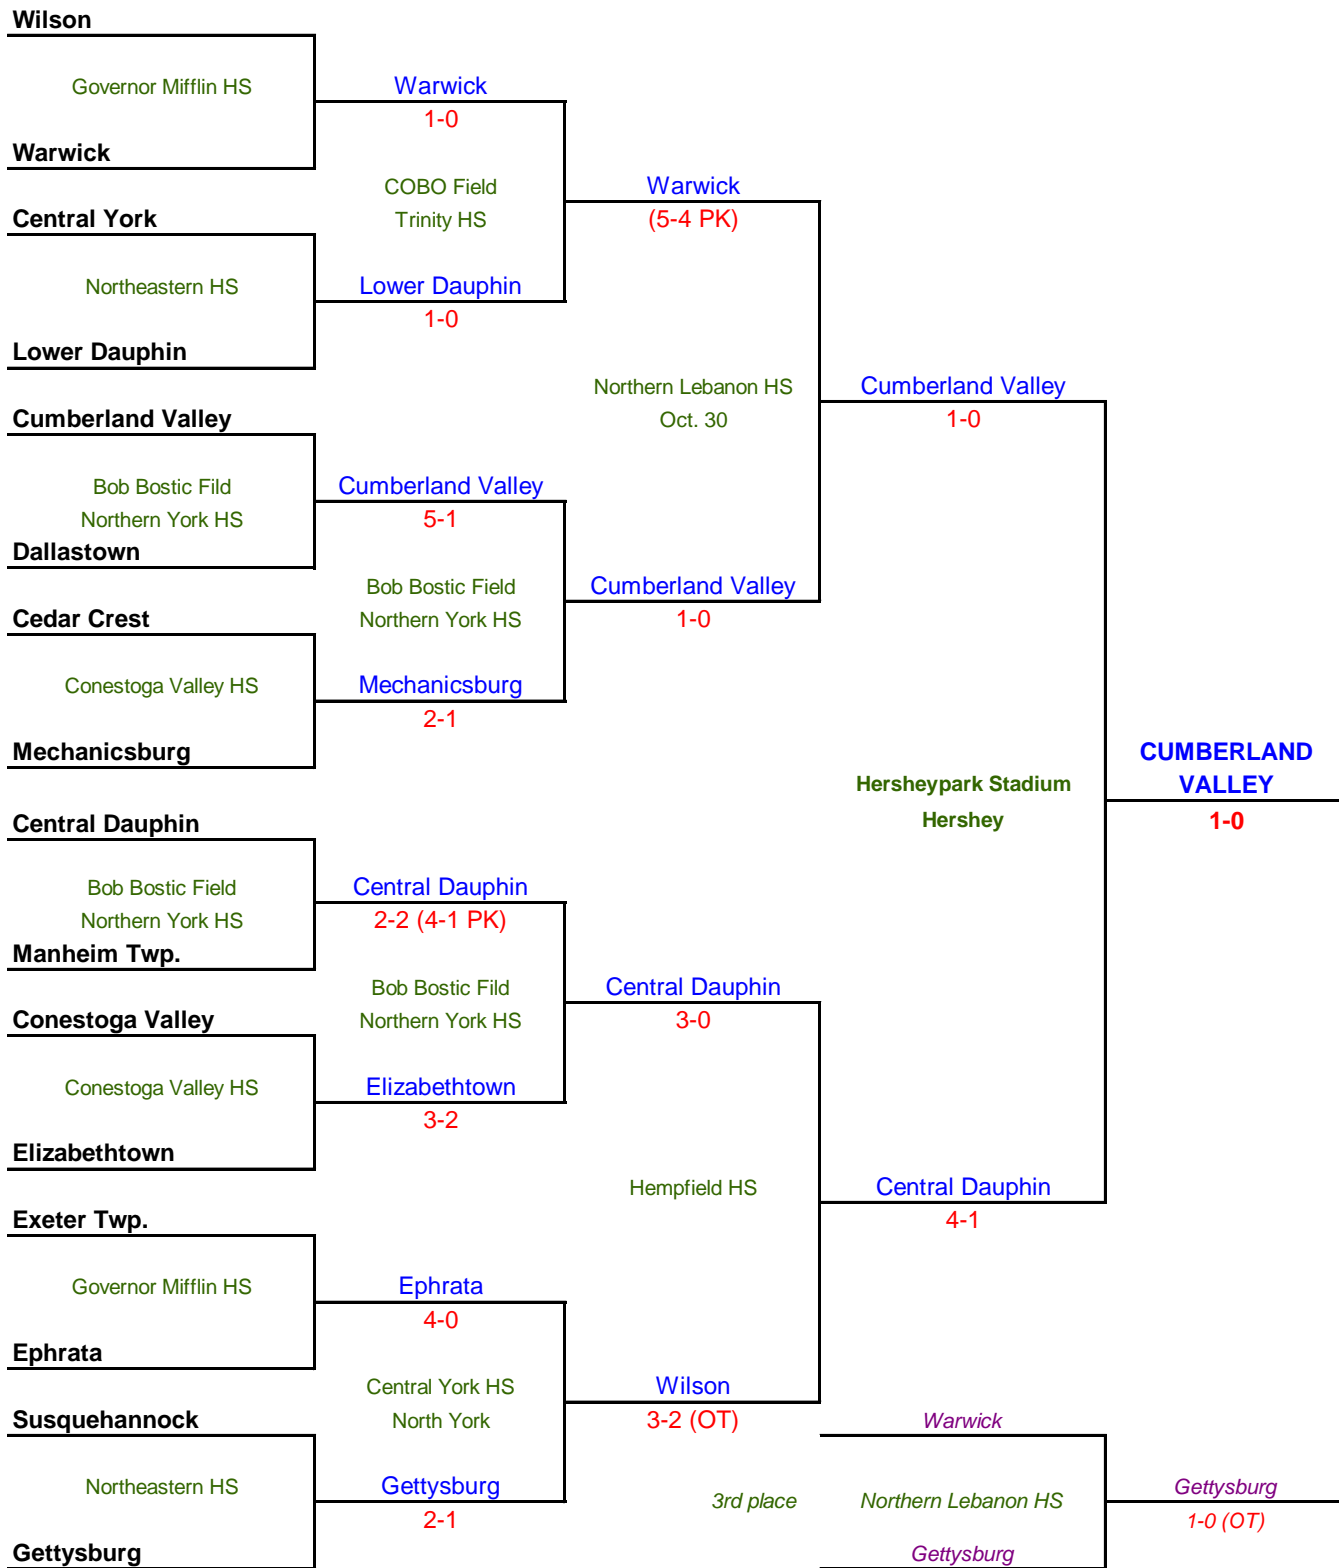 Wilson
Governor Mifflin HS
Warwick
1-0
Warwick
COBO Field
Trinity HS
Warwick
(5-4 PK)
Central York
Northeastern HS
Lower Dauphin
1-0
Lower Dauphin
Northern Lebanon HS
Oct. 30
Cumberland Valley
1-0
Cumberland Valley
Bob Bostic Fild
Northern York HS
Cumberland Valley
5-1
Dallastown
Bob Bostic Field
Northern York HS
Cumberland Valley
1-0
Cedar Crest
Conestoga Valley HS
Mechanicsburg
2-1
Mechanicsburg
Hersheypark Stadium
Hershey
CUMBERLAND
VALLEY
1-0
Central Dauphin
Bob Bostic Field
Northern York HS
Central Dauphin
2-2 (4-1 PK)
Manheim Twp.
Bob Bostic Fild
Northern York HS
Central Dauphin
3-0
Conestoga Valley
Conestoga Valley HS
Elizabethtown
3-2
Elizabethtown
Hempfield HS
Central Dauphin
4-1
Exeter Twp.
Governor Mifflin HS
Ephrata
4-0
Ephrata
Central York HS
North York
Wilson
3-2 (OT)
Susquehannock
Northeastern HS
Gettysburg
2-1
Gettysburg
Warwick
3rd place
Northern Lebanon HS
Gettysburg
1-0 (OT)
Gettysburg